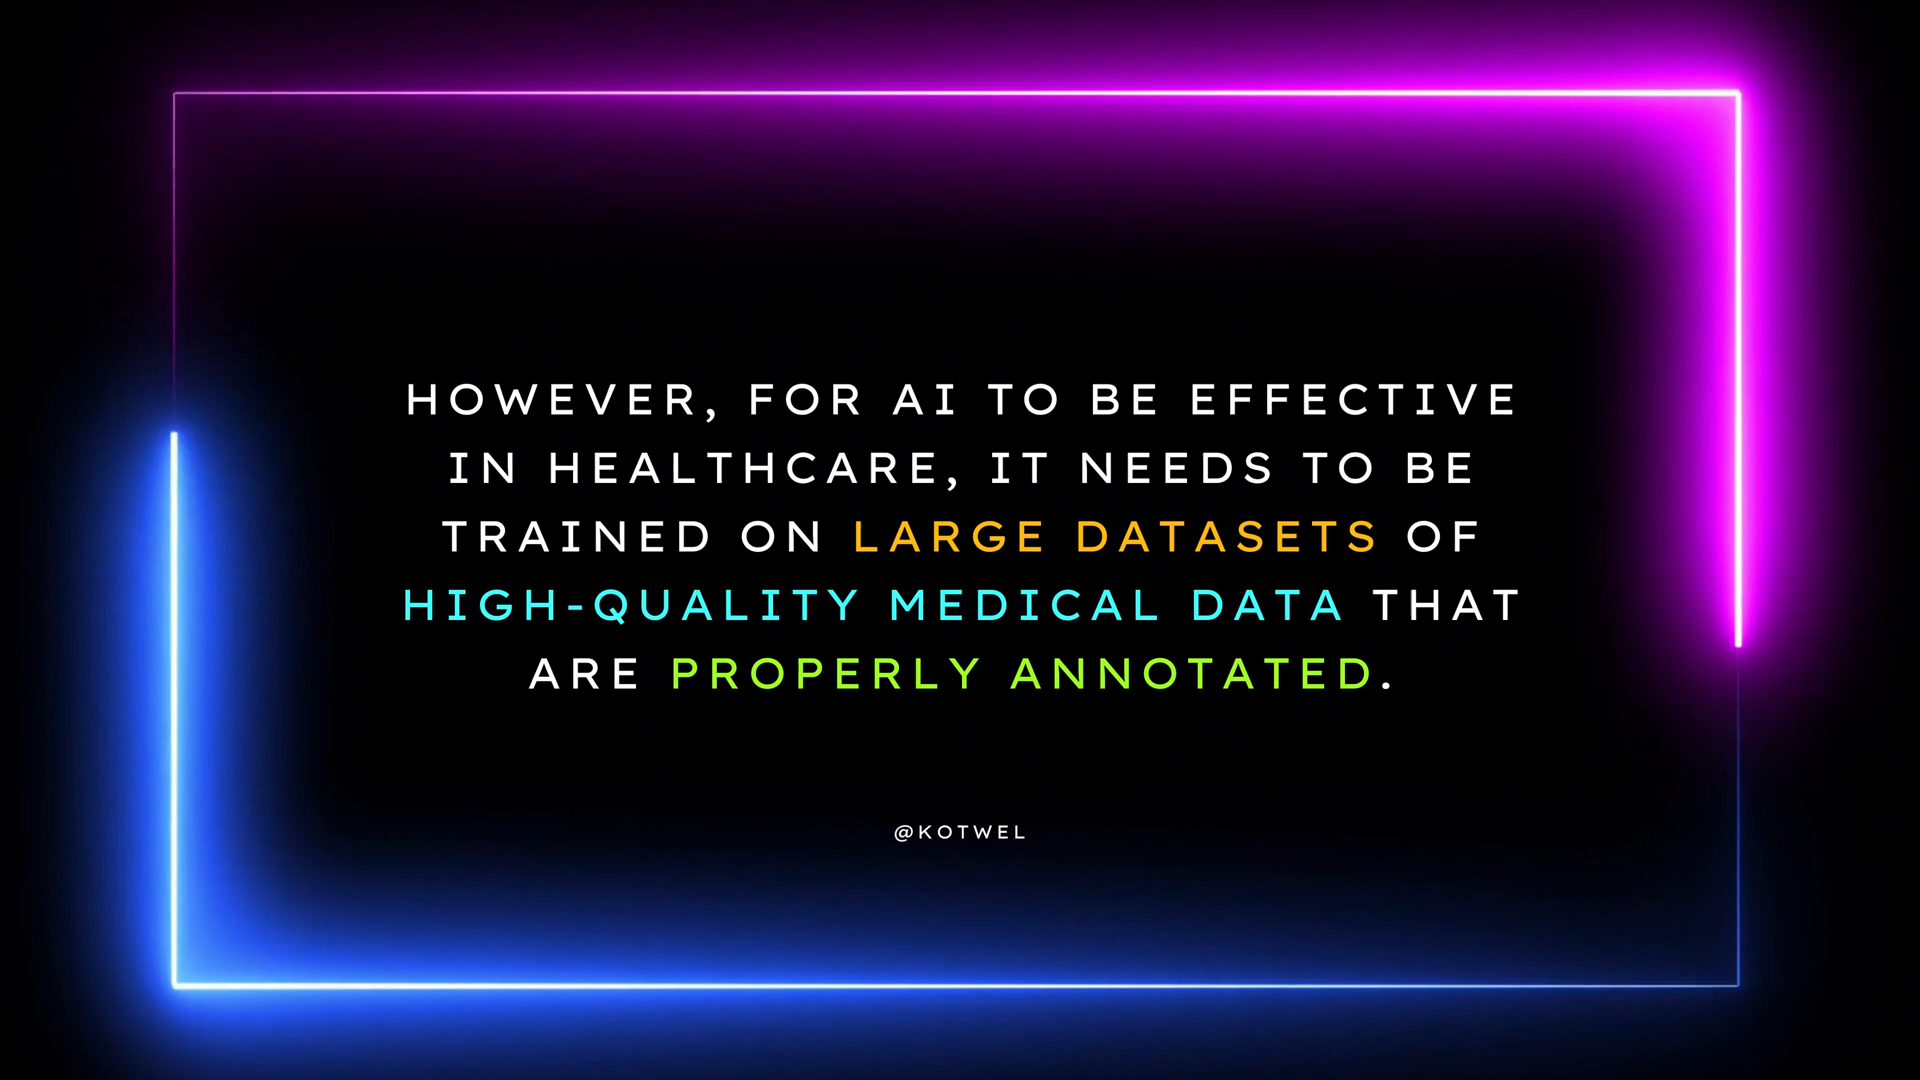 HOWEVER, FOR AI TO BE EFFECTIVE
IN HEALTHCARE, IT NEEDS TO BE
TRAINED ON LARGE DATASETS OF
HIGH-QUALITY MEDICAL DATA THAT
ARE PROPERLY ANNOTATED.
@KOTWEL